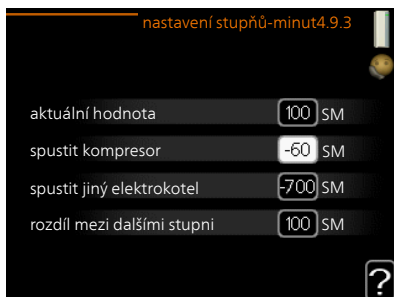 nastavení stupňů-minut4.9.3
aktuální hodnota 100 SM
spustit kompresor -60 SM
spustit jiný elektrokotel -700 SM
rozdíl mezi dalšími stupni 100 SM
?